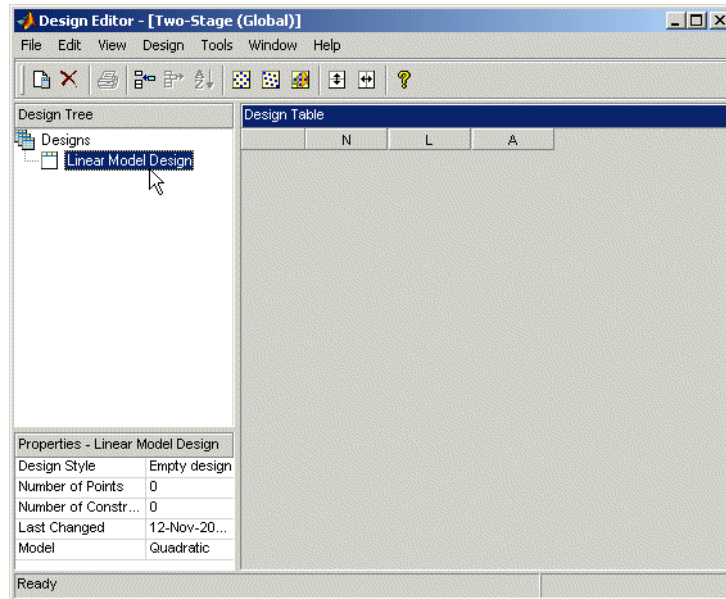 Design Editor - [Two-Stage (Global)]
File Edit View Design Tools Window Help
Design Tree
Design Table
Designs
Linear Model Design
N L A
Properties - Linear Model Design
Design Style Empty design
Number of Points 0
Number of Constr... 0
Last Changed 12-Nov-20...
Model Quadratic
Ready